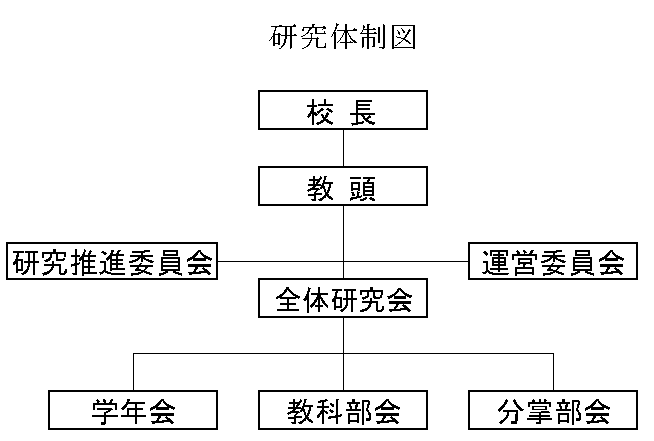 研究体制図
校長
教頭
研究推進委員会
運営委員会
全体研究会
学年会
教科部会
分掌部会